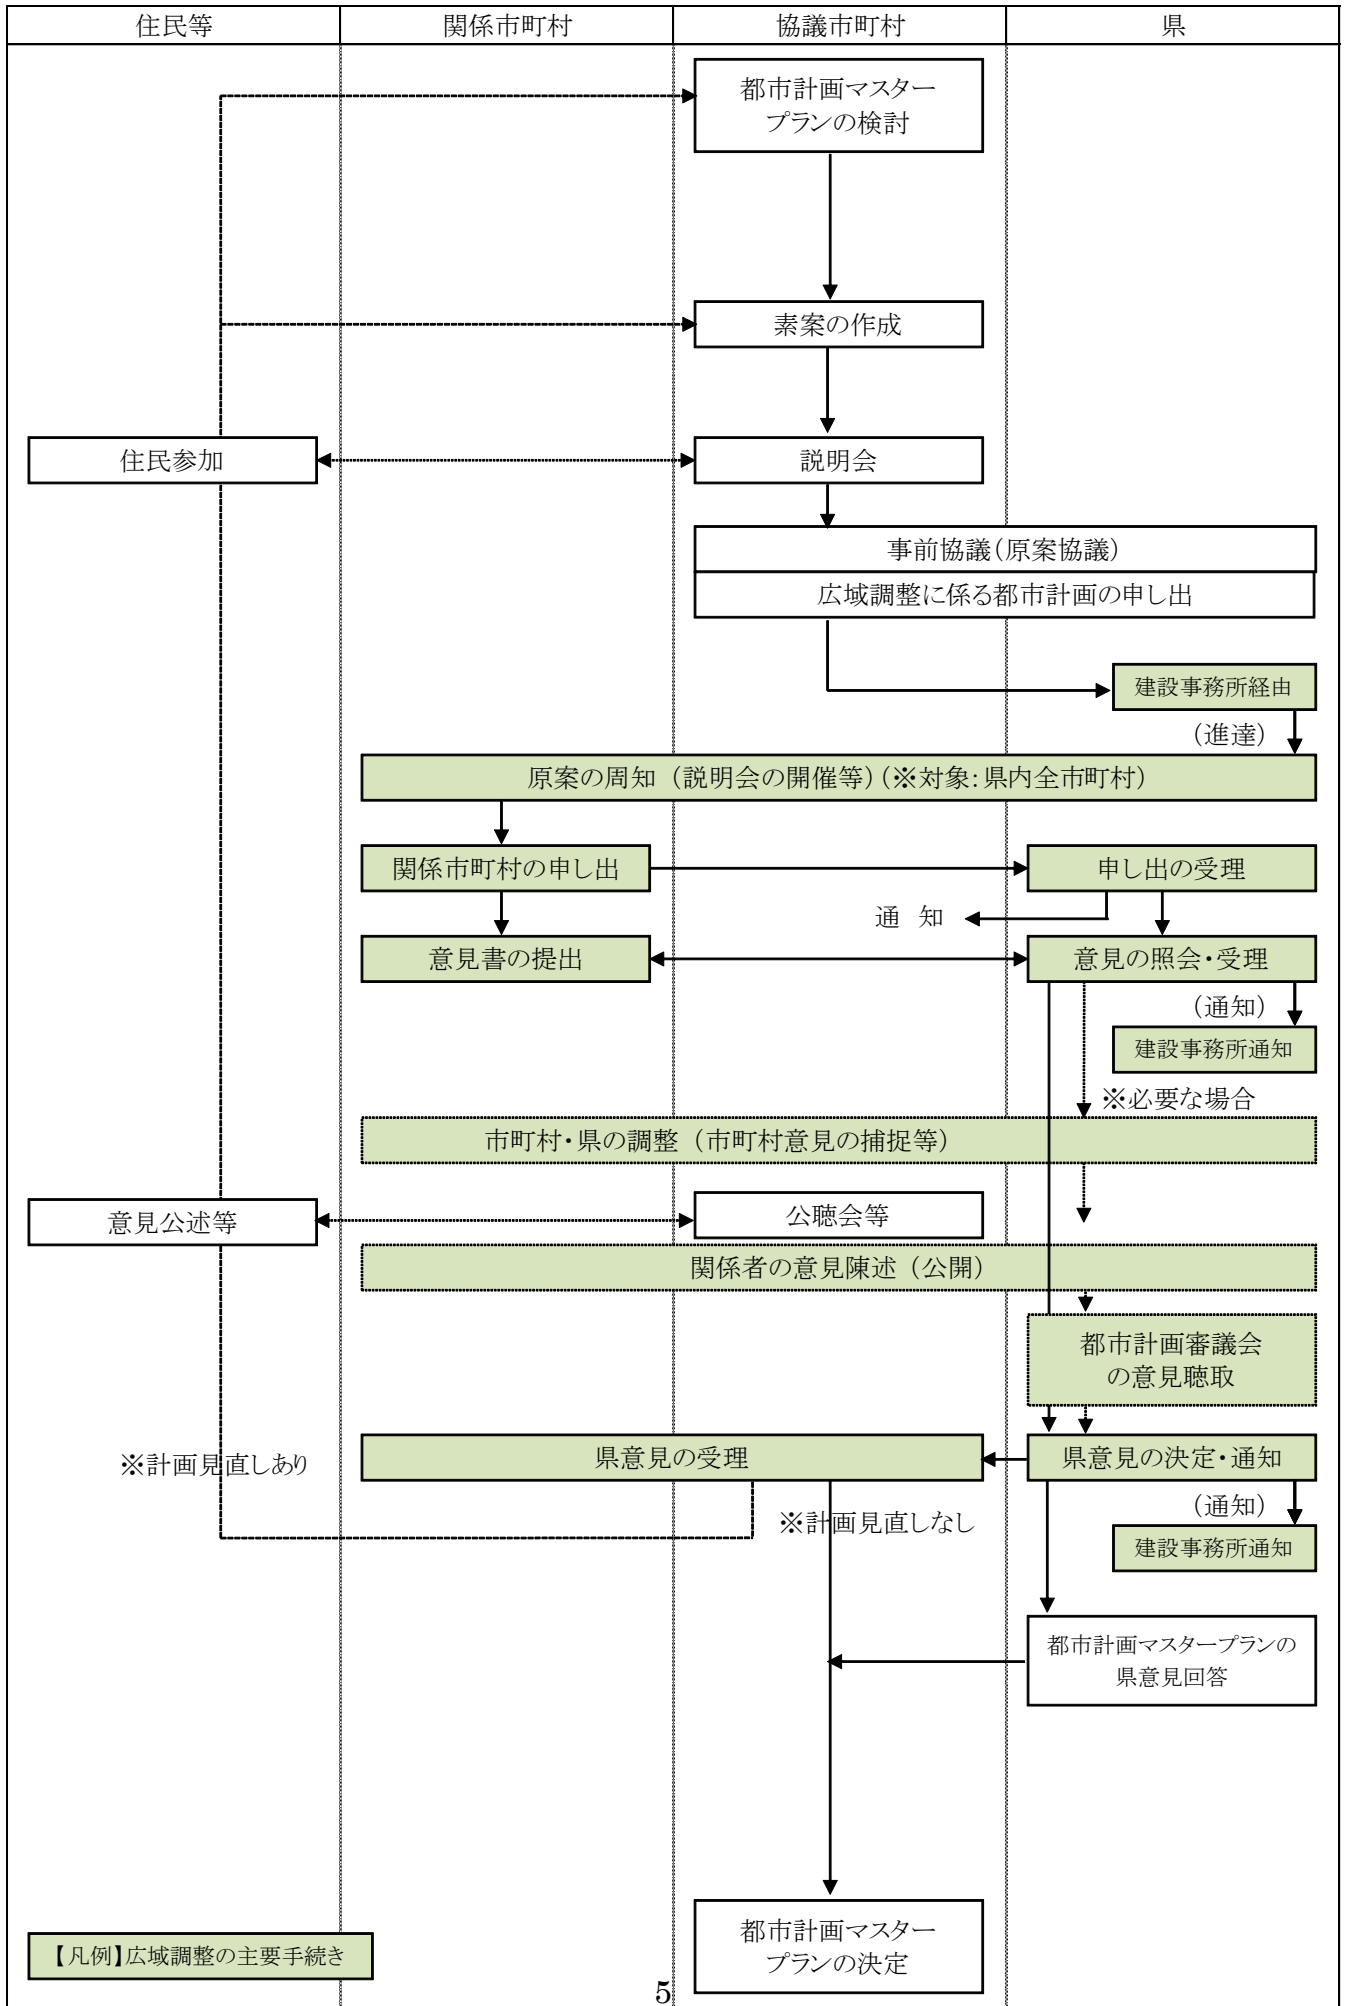 住民等
関係市町村
協議市町村
県
都市計画マスター
プランの検討
素案の作成
住民参加
説明会
事前協議(原案協議)
広域調整に係る都市計画の申し出
建設事務所経由
(進達)
原案の周知(説明会の開催等)(※対象:県内全市町村)
関係市町村の申し出
申し出の受理
通 知
意見書の提出
意見の照会・受理
(通知)
建設事務所通知
※必要な場合
市町村・県の調整(市町村意見の捕捉等)
意見公述等
公聴会等
関係者の意見陳述(公開)
都市計画審議会
の意見聴取
※計画見直しあり
県意見の受理
県意見の決定・通知
※計画見直しなし
(通知)
建設事務所通知
都市計画マスタープランの
県意見回答
都市計画マスター
プランの決定
【凡例】広域調整の主要手続き
5